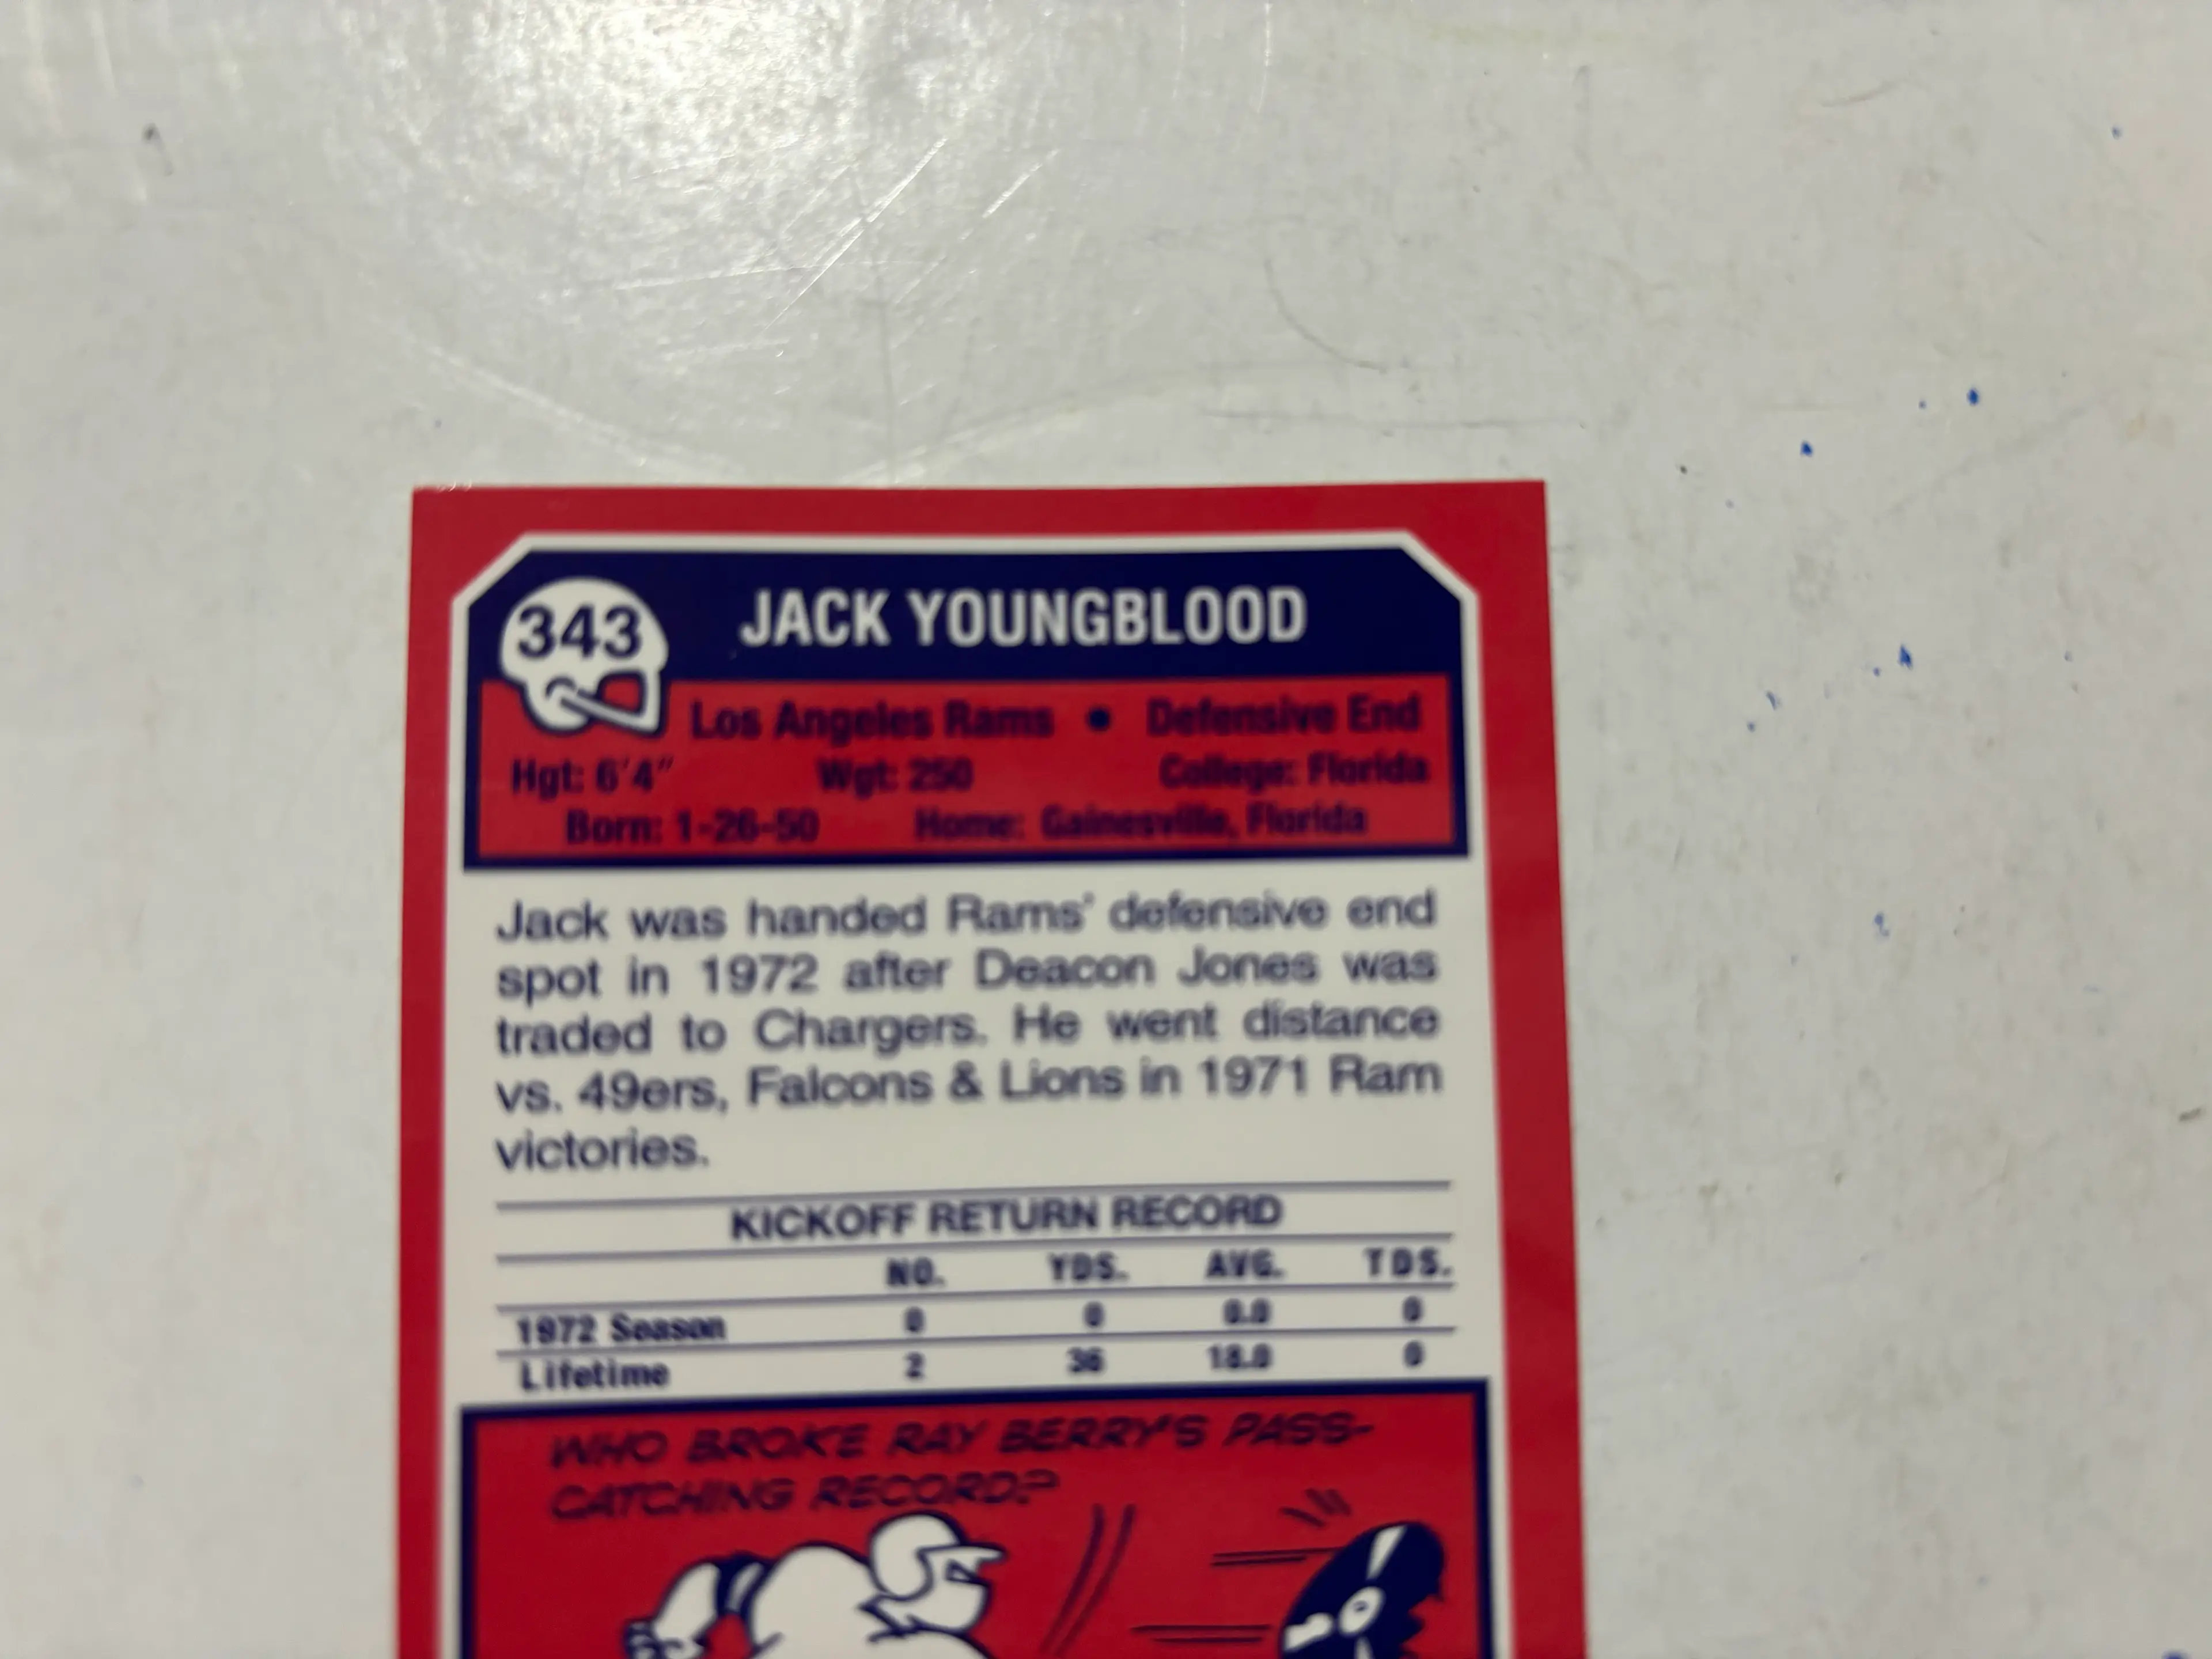 343
JACK YOUNGBLOOD
Los Angeles Rams • Defensive End
Hgt: 6'4" Wgt: 250 College: Florida
Born: 1-26-50 Home: Gainesville, Florida
Jack was handed Rams' defensive end
spot in 1972 after Deacon Jones was
traded to Chargers. He went distance
vs. 49ers, Falcons & Lions in 1971 Ram
victories.
KICKOFF RETURN RECORD
NO. YDS. AVG. TDS.
1972 Season 0 0 0.0 0
Lifetime 2 36 18.0 0
WHO BROKE RAY BERRY'S PASS-
CATCHING RECORD?